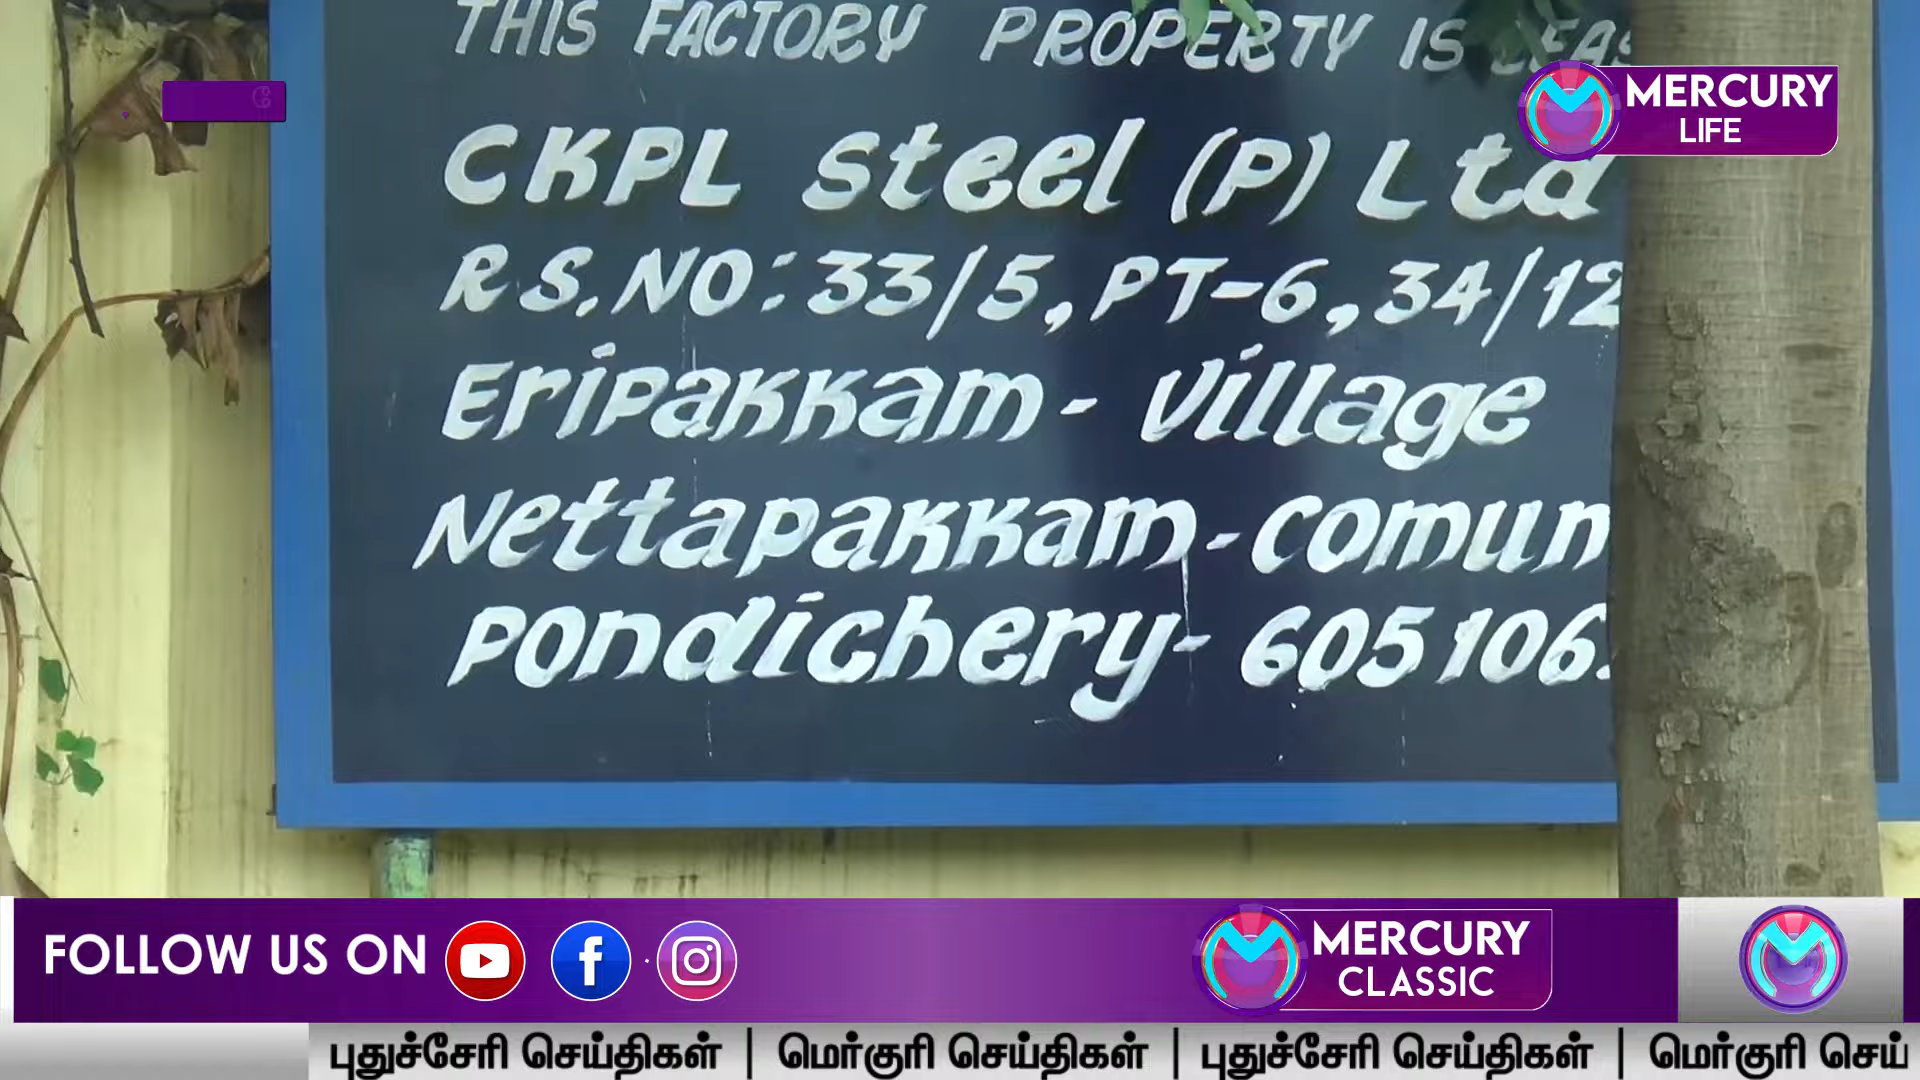 THIS FACTORY PROPERTY IS
CKPL Steel (P) Ltd
R.S.NO:33/5, PT-6, 34/12
Eripakkam - Village
Nettapakkam - Comun
Pondichery - 605106.
MERCURY
LIFE
FOLLOW US ON
MERCURY
CLASSIC
புதுச்சேரி செய்திகள் | மெர்குரி செய்திகள் | புதுச்சேரி செய்திகள் | மெர்குரி செய்